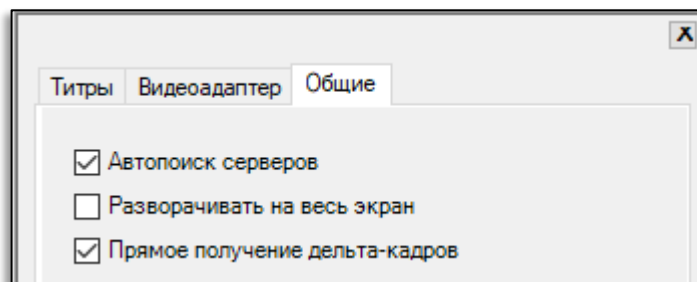 Титры Видеоадаптер Общие
Автопоиск серверов
Разворачивать на весь экран
Прямое получение дельта-кадров